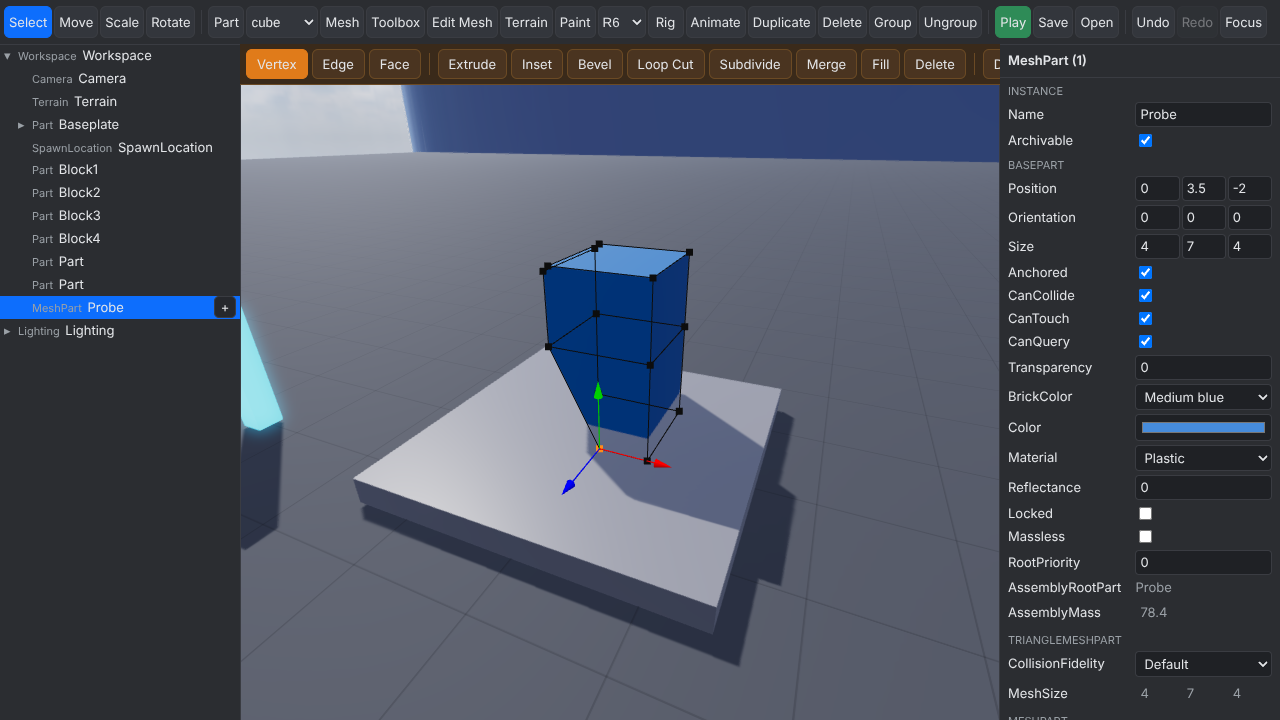 Select Move Scale Rotate Part cube Mesh Toolbox Edit Mesh Terrain Paint R6 Rig Animate Duplicate Delete Group Ungroup Play Save Open Undo Redo Focus
Workspace Workspace
Camera Camera
Terrain Terrain
Part Baseplate
SpawnLocation SpawnLocation
Part Block1
Part Block2
Part Block3
Part Block4
Part Part
Part Part
MeshPart Probe +
Lighting Lighting
Vertex Edge Face Extrude Inset Bevel Loop Cut Subdivide Merge Fill Delete
MeshPart (1)
INSTANCE
Name Probe
Archivable
BASEPART
Position 0 3.5 -2
Orientation 0 0 0
Size 4 7 4
Anchored
CanCollide
CanTouch
CanQuery
Transparency 0
BrickColor Medium blue
Color
Material Plastic
Reflectance 0
Locked
Massless
RootPriority 0
AssemblyRootPart Probe
AssemblyMass 78.4
TRIANGLEMESHPART
CollisionFidelity Default
MeshSize 4 7 4